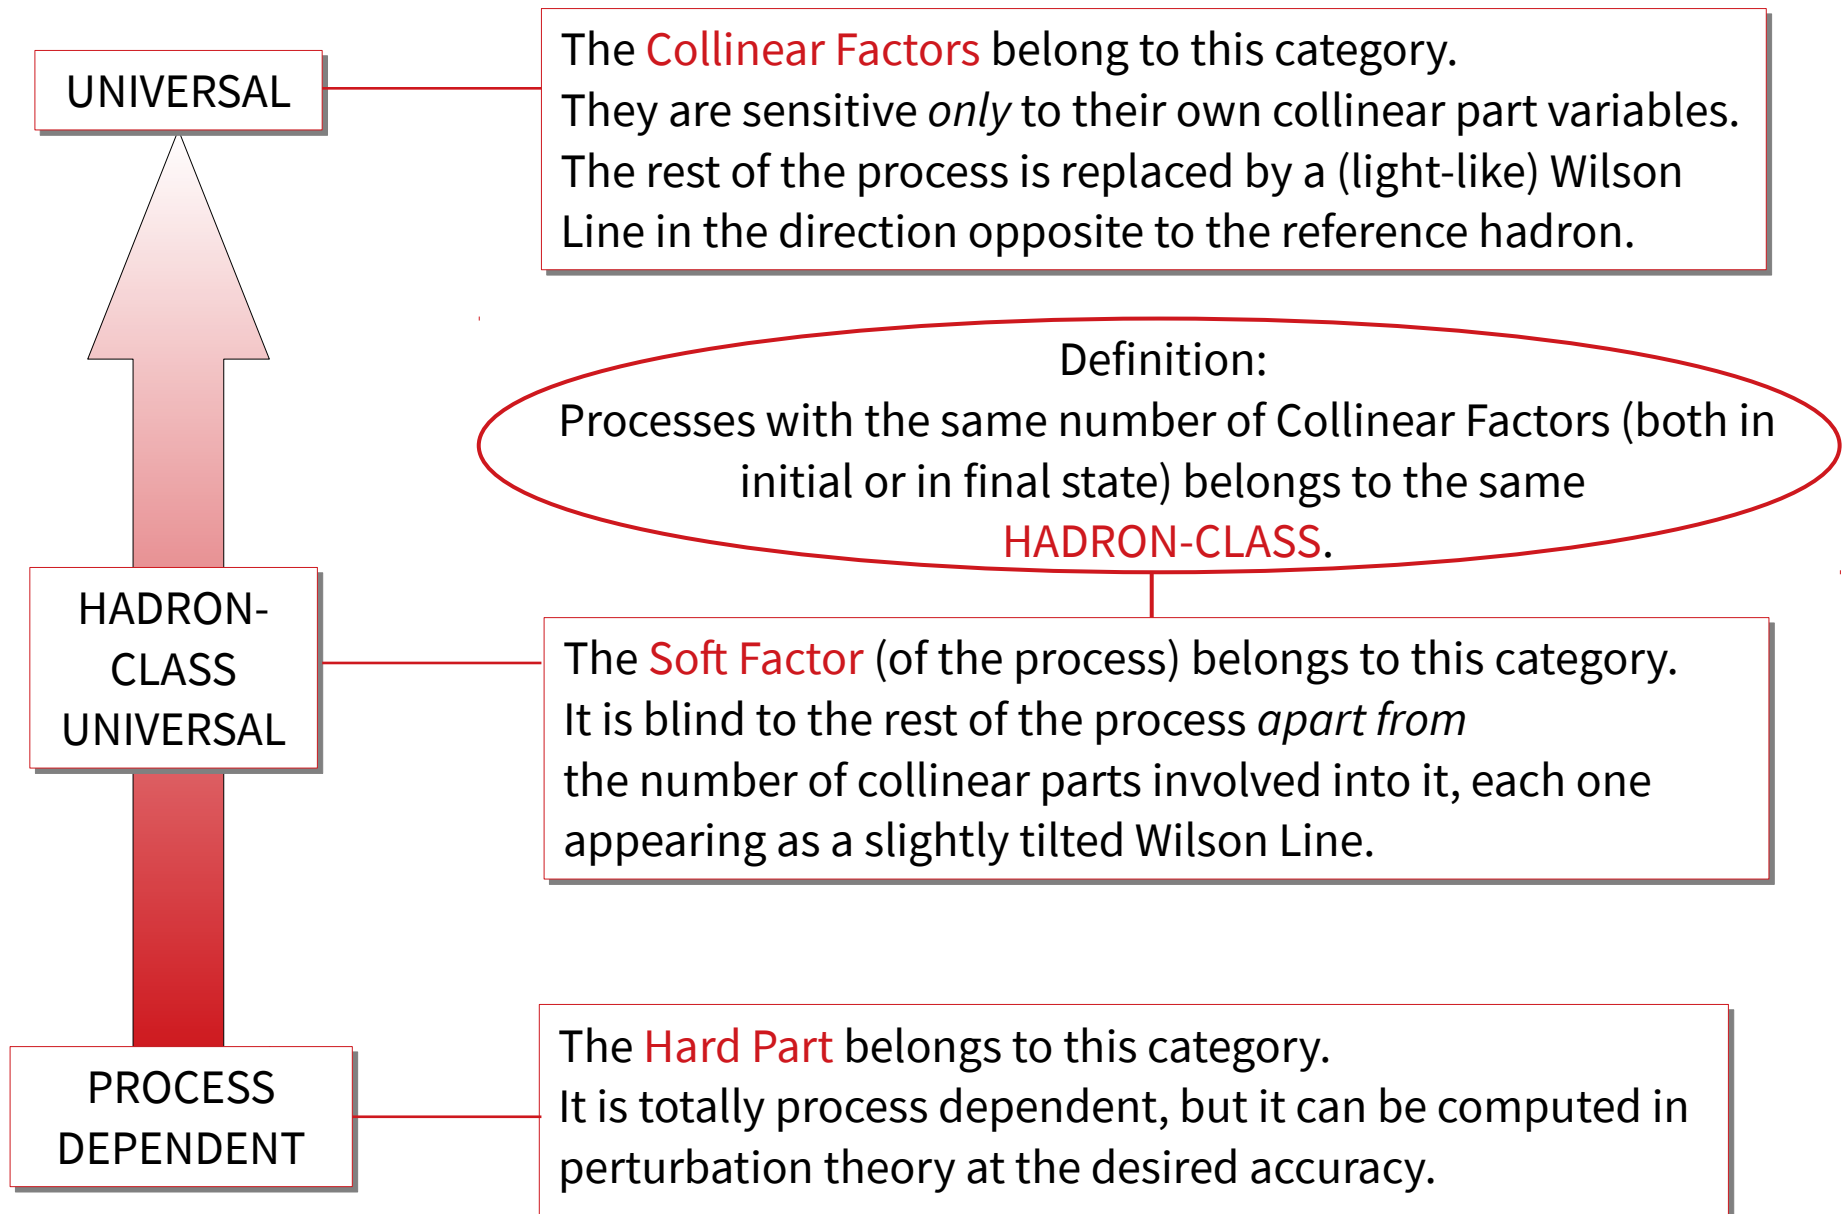 UNIVERSAL
The Collinear Factors belong to this category.
They are sensitive only to their own collinear part variables.
The rest of the process is replaced by a (light-like) Wilson
Line in the direction opposite to the reference hadron.
Definition:
Processes with the same number of Collinear Factors (both in
initial or in final state) belongs to the same
HADRON-CLASS.
HADRON-
CLASS
UNIVERSAL
The Soft Factor (of the process) belongs to this category.
It is blind to the rest of the process apart from
the number of collinear parts involved into it, each one
appearing as a slightly tilted Wilson Line.
PROCESS
DEPENDENT
The Hard Part belongs to this category.
It is totally process dependent, but it can be computed in
perturbation theory at the desired accuracy.